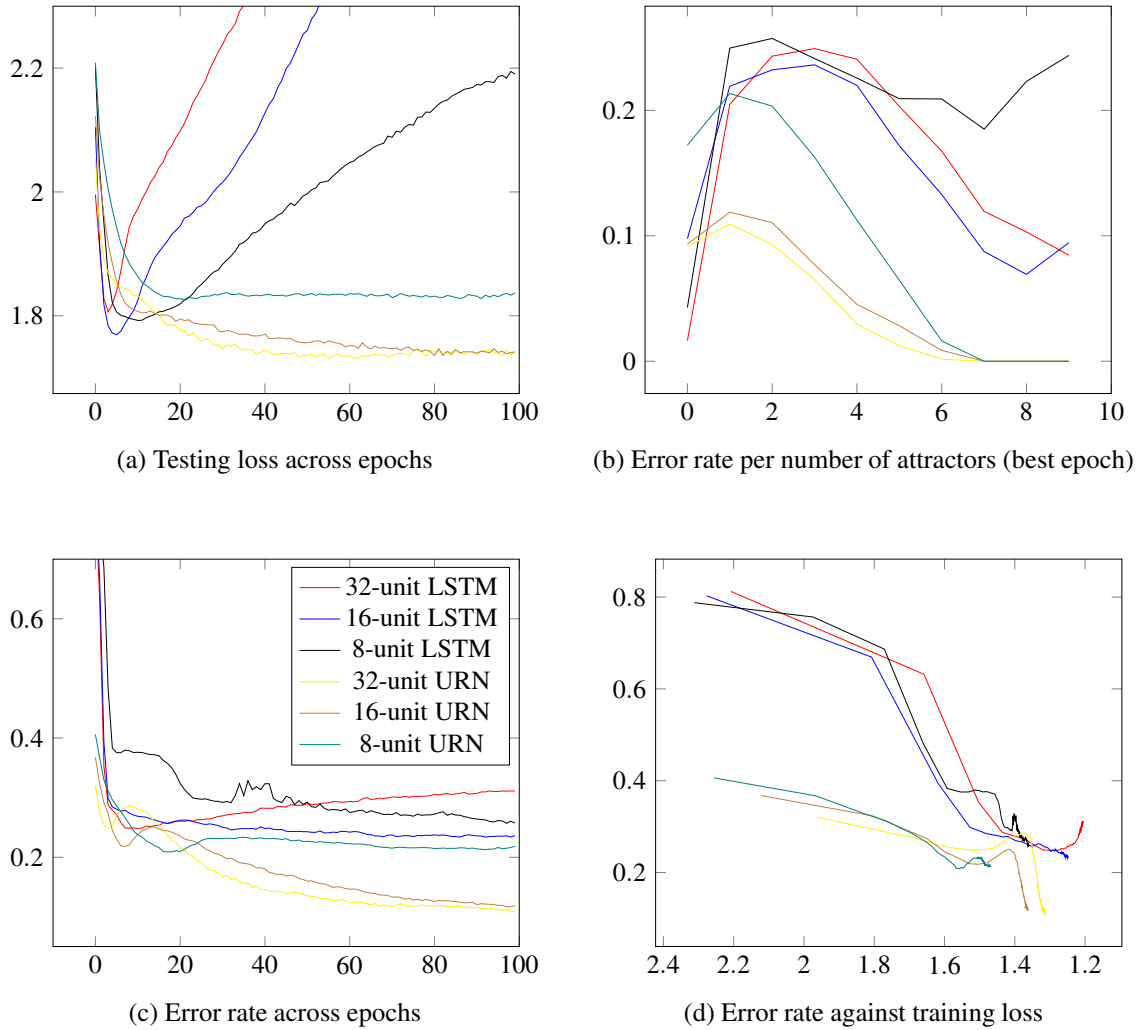 2.2
2
1.8
0 20 40 60 80 100
(a) Testing loss across epochs
0.2
0.1
0
0 2 4 6 8 10
(b) Error rate per number of attractors (best epoch)
0.6
0.4
0.2
0 20 40 60 80 100
32-unit LSTM
16-unit LSTM
8-unit LSTM
32-unit URN
16-unit URN
8-unit URN
(c) Error rate across epochs
0.8
0.6
0.4
0.2
2.4 2.2 2 1.8 1.6 1.4 1.2
(d) Error rate against training loss